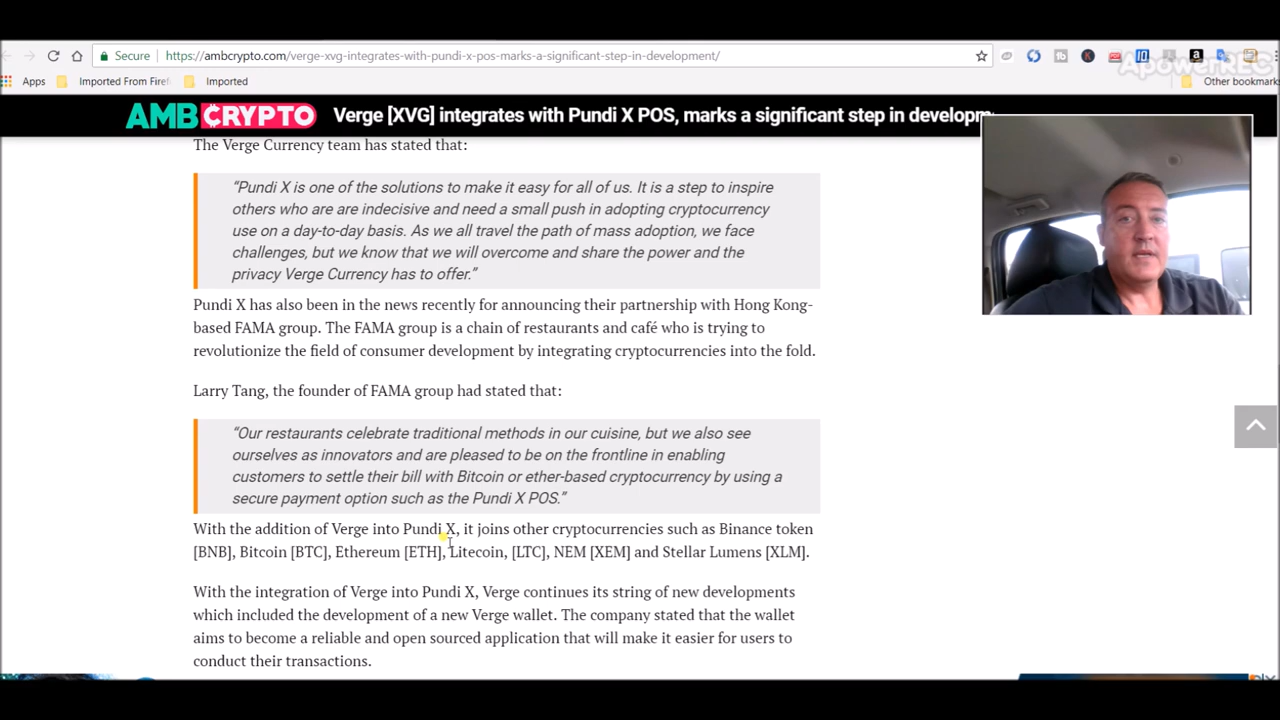 Secure https://ambcrypto.com/verge-xvg-integrates-with-pundi-x-pos-marks-a-significant-step-in-development/
ApowerREC
Apps Imported From Firef Imported Other bookmarks
AMBCRYPTO Verge [XVG] integrates with Pundi X POS, marks a significant step in developm
The Verge Currency team has stated that:
“Pundi X is one of the solutions to make it easy for all of us. It is a step to inspire
others who are are indecisive and need a small push in adopting cryptocurrency
use on a day-to-day basis. As we all travel the path of mass adoption, we face
challenges, but we know that we will overcome and share the power and the
privacy Verge Currency has to offer.”
Pundi X has also been in the news recently for announcing their partnership with Hong Kong-
based FAMA group. The FAMA group is a chain of restaurants and café who is trying to
revolutionize the field of consumer development by integrating cryptocurrencies into the fold.
Larry Tang, the founder of FAMA group had stated that:
“Our restaurants celebrate traditional methods in our cuisine, but we also see
ourselves as innovators and are pleased to be on the frontline in enabling
customers to settle their bill with Bitcoin or ether-based cryptocurrency by using a
secure payment option such as the Pundi X POS.”
With the addition of Verge into Pundi X, it joins other cryptocurrencies such as Binance token
[BNB], Bitcoin [BTC], Ethereum [ETH], Litecoin, [LTC], NEM [XEM] and Stellar Lumens [XLM].
With the integration of Verge into Pundi X, Verge continues its string of new developments
which included the development of a new Verge wallet. The company stated that the wallet
aims to become a reliable and open sourced application that will make it easier for users to
conduct their transactions.